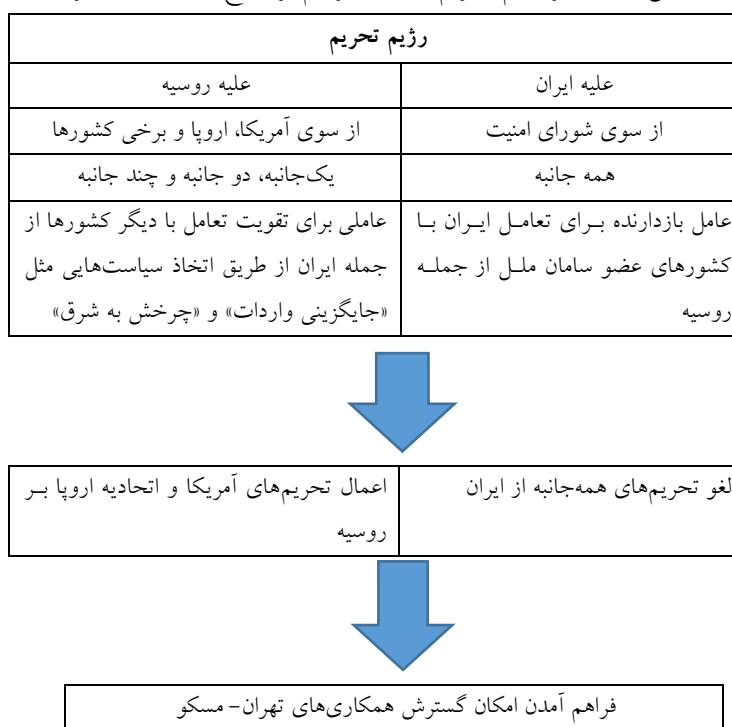 رژیم تحریم
علیه ایران
علیه روسیه
از سوی شورای امنیت
از سوی آمریکا، اروپا و برخی کشورها
همه جانبه
یک‌جانبه، دو جانبه و چند جانبه
عامل بازدارنده برای تعامل ایران با
کشورهای عضو سامان ملل از جمله
روسیه
عاملی برای تقویت تعامل با دیگر کشورها از
جمله ایران از طریق اتخاذ سیاست‌هایی مثل
«جایگزینی واردات» و «چرخش به شرق»
لغو تحریم‌های همه‌جانبه از ایران
اعمال تحریم‌های آمریکا و اتحادیه اروپا بر
روسیه
فراهم آمدن امکان گسترش همکاری‌های تهران- مسکو